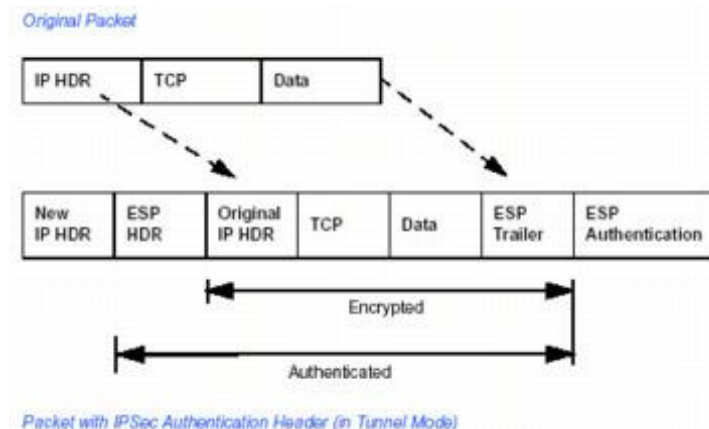 Original Packet
IP HDR TCP Data
New IP HDR ESP HDR Original IP HDR TCP Data ESP Trailer ESP Authentication
Encrypted
Authenticated
Packet with IPSec Authentication Header (in Tunnel Mode)